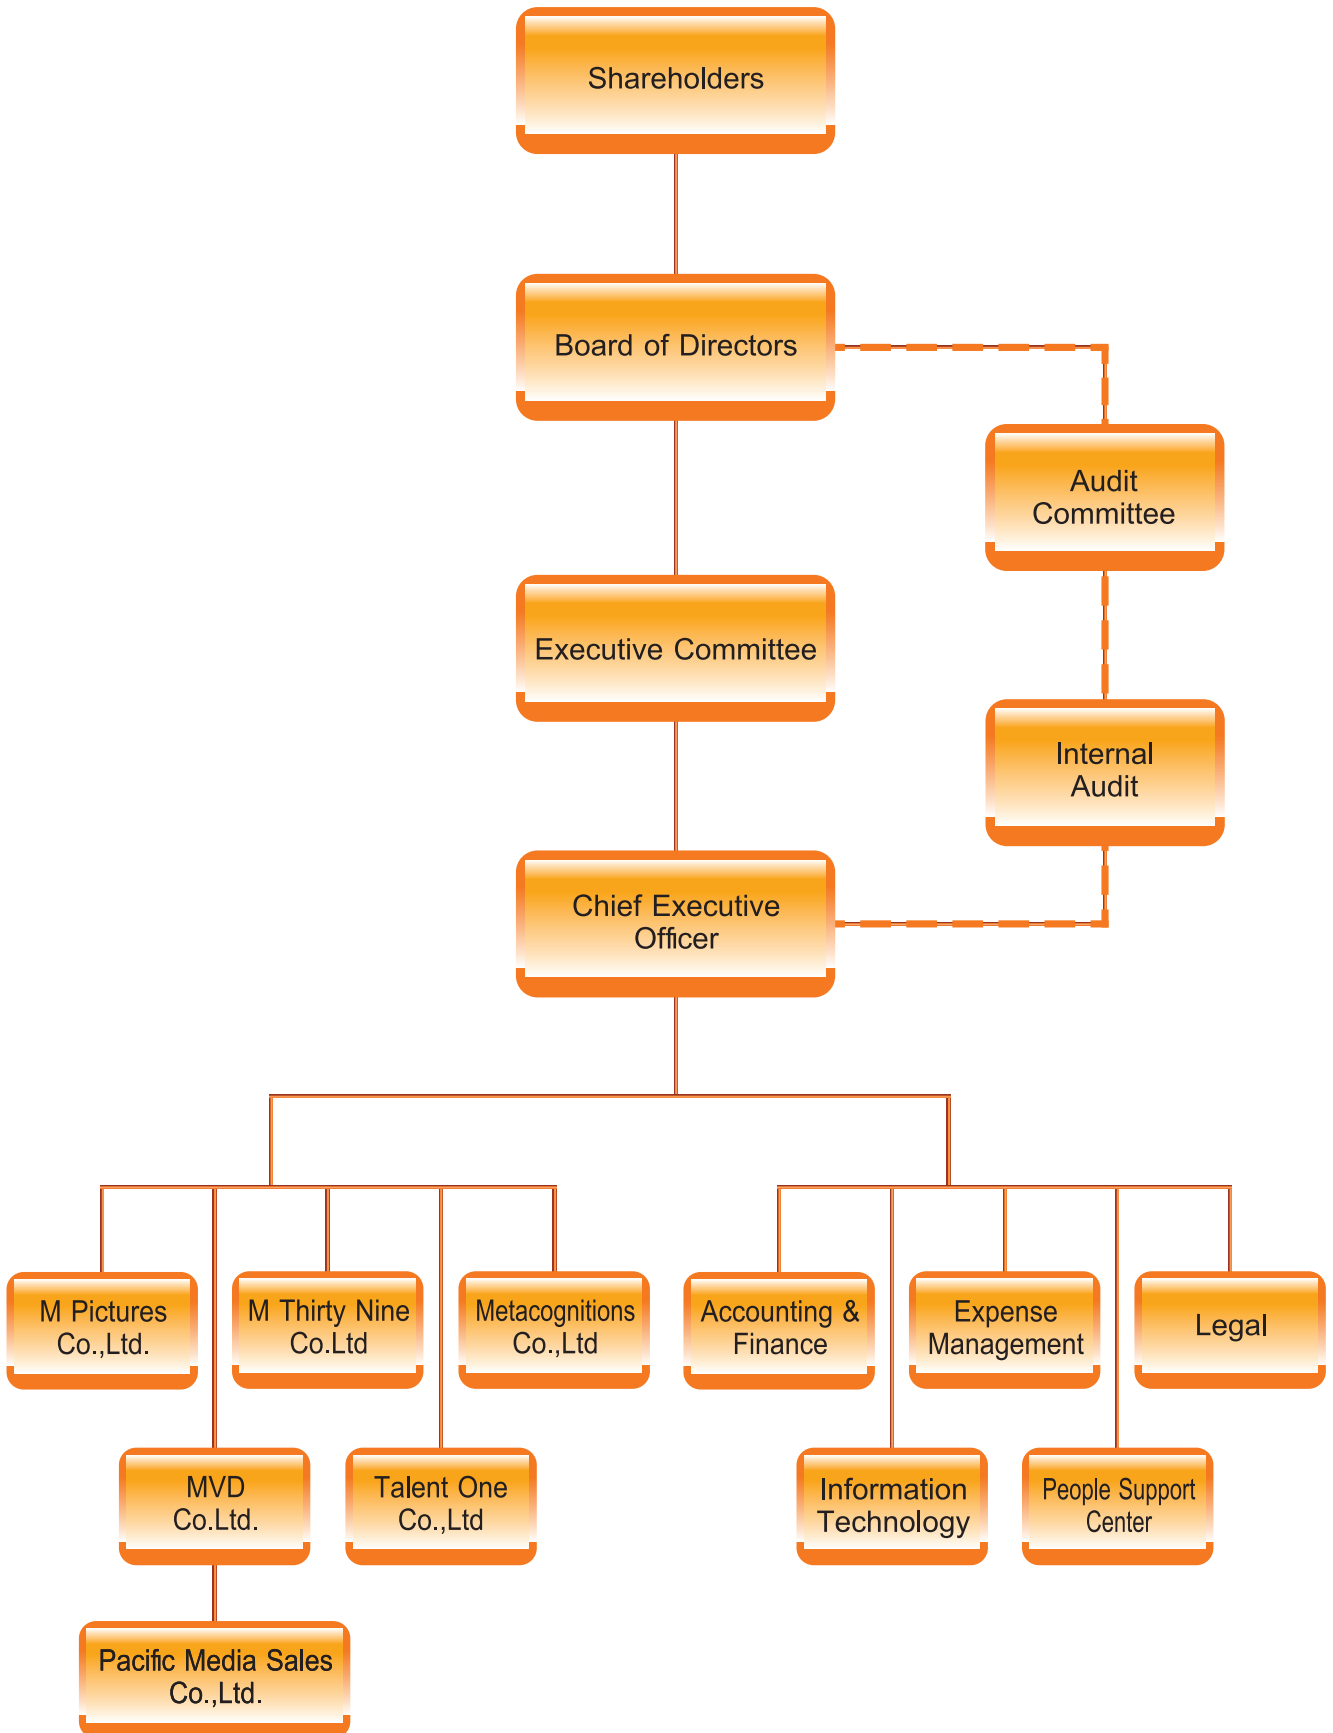 Shareholders
Board of Directors
Audit
Committee
Executive Committee
Internal
Audit
Chief Executive
Officer
M Pictures
Co.,Ltd.
M Thirty Nine
Co.Ltd
Metacognitions
Co.,Ltd
Accounting &
Finance
Expense
Management
Legal
MVD
Co.Ltd.
Talent One
Co.,Ltd
Information
Technology
People Support
Center
Pacific Media Sales
Co.,Ltd.